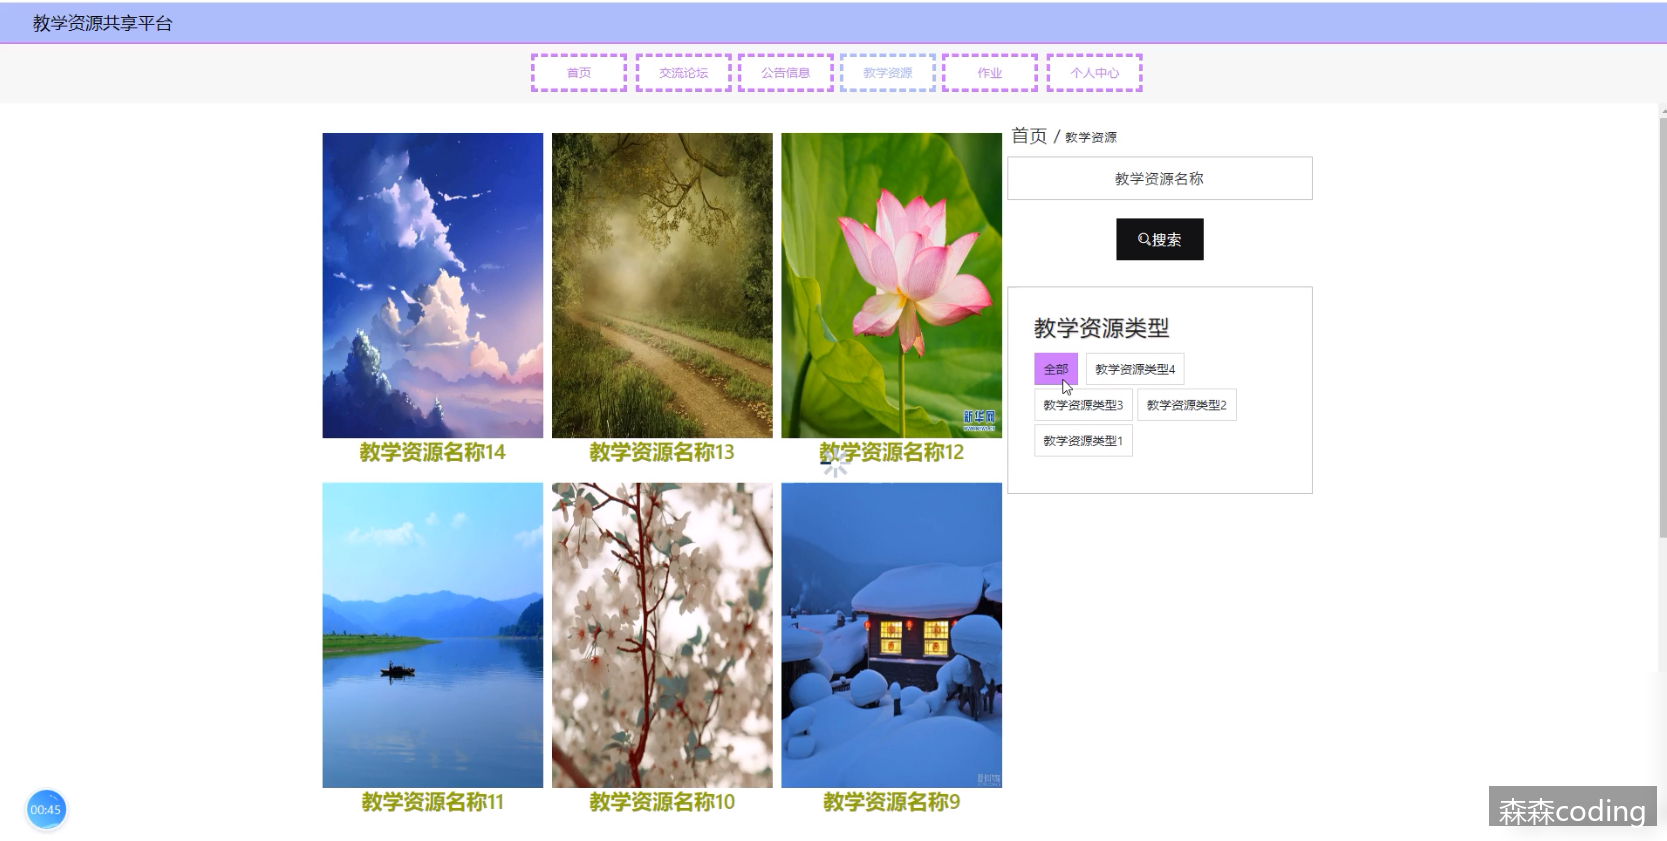 教学资源共享平台
首页
交流论坛
公告信息
教学资源
作业
个人中心
首页 / 教学资源
教学资源名称
搜索
教学资源类型
全部
教学资源类型4
教学资源类型3
教学资源类型2
教学资源类型1
新华网
教学资源名称14
教学资源名称13
教学资源名称12
教学资源名称11
教学资源名称10
教学资源名称9
00:45
森森coding